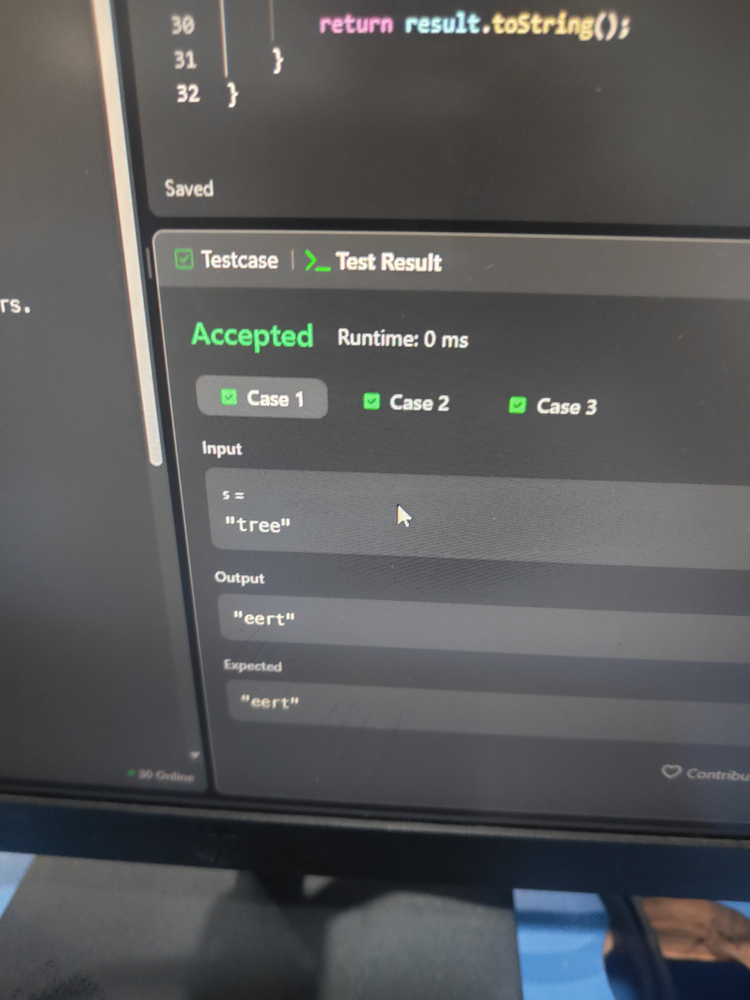 30 return result.toString();
31 }
32 }
Saved
rs.
Testcase | >_ Test Result
Accepted Runtime: 0 ms
Case 1 Case 2 Case 3
Input
s =
"tree"
Output
"eert"
Expected
"eert"
30 Online
Contribu